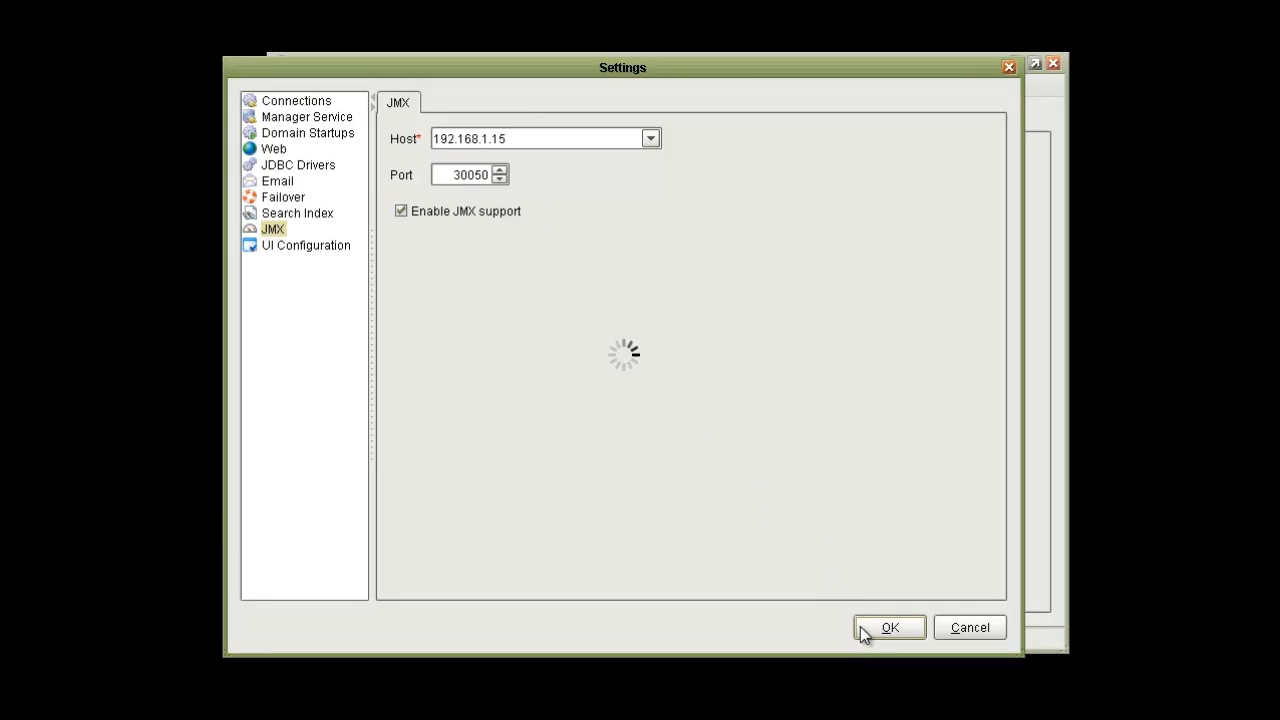 Settings
Connections
Manager Service
Domain Startups
Web
JDBC Drivers
Email
Failover
Search Index
JMX
UI Configuration
JMX
Host* 192.168.1.15
Port 30050
Enable JMX support
OK Cancel